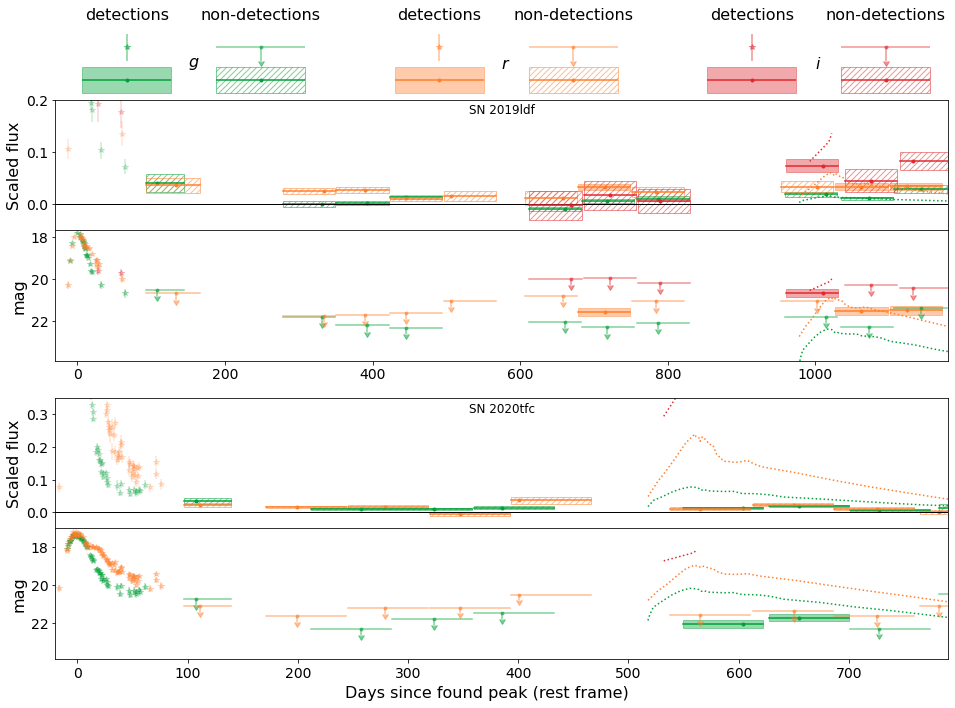 detections non-detections detections non-detections detections non-detections
g r i
SN 2019ldf
Scaled flux
0.2
0.1
0.0
mag
18
20
22
0 200 400 600 800 1000
SN 2020tfc
Scaled flux
0.3
0.2
0.1
0.0
mag
18
20
22
0 100 200 300 400 500 600 700
Days since found peak (rest frame)